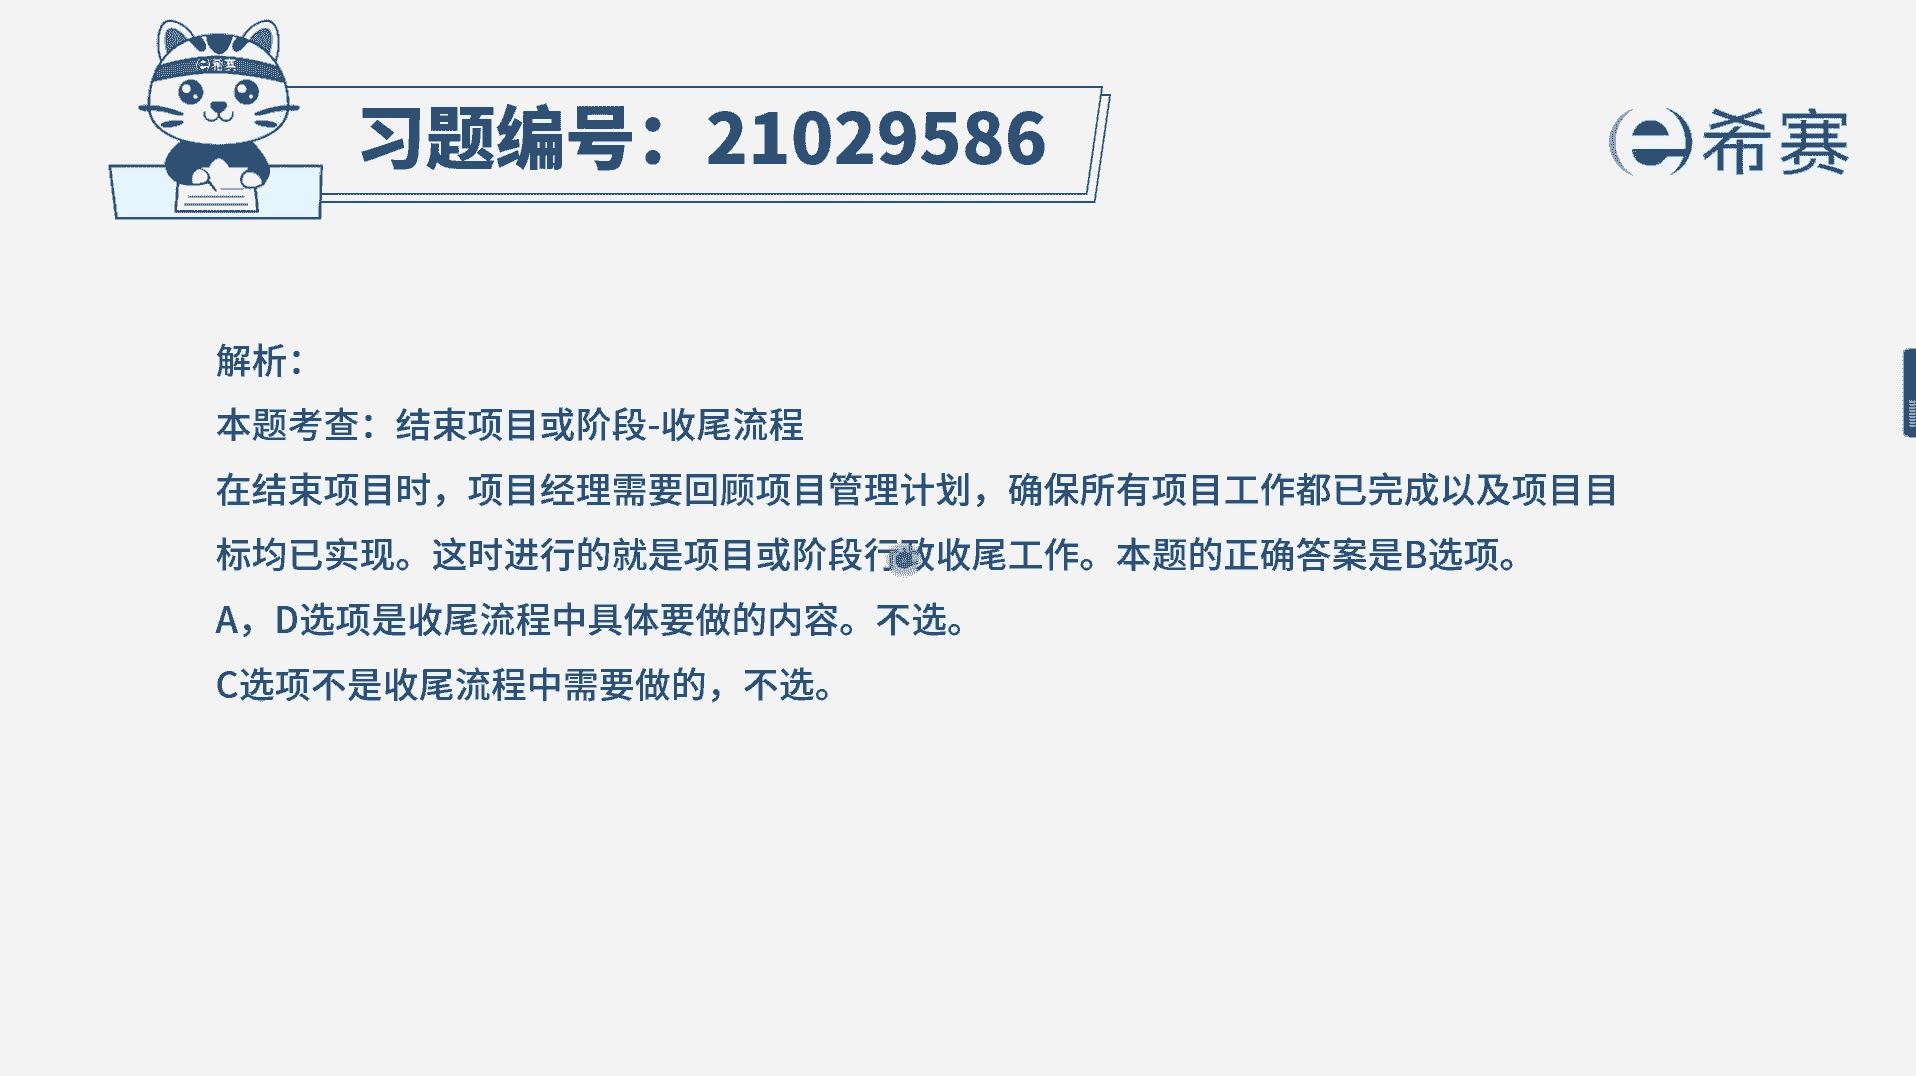 希赛
习题编号：21029586
希赛
解析：
本题考查：结束项目或阶段-收尾流程
在结束项目时，项目经理需要回顾项目管理计划，确保所有项目工作都已完成以及项目目
标均已实现。这时进行的就是项目或阶段行政收尾工作。本题的正确答案是B选项。
A，D选项是收尾流程中具体要做的内容。不选。
C选项不是收尾流程中需要做的，不选。